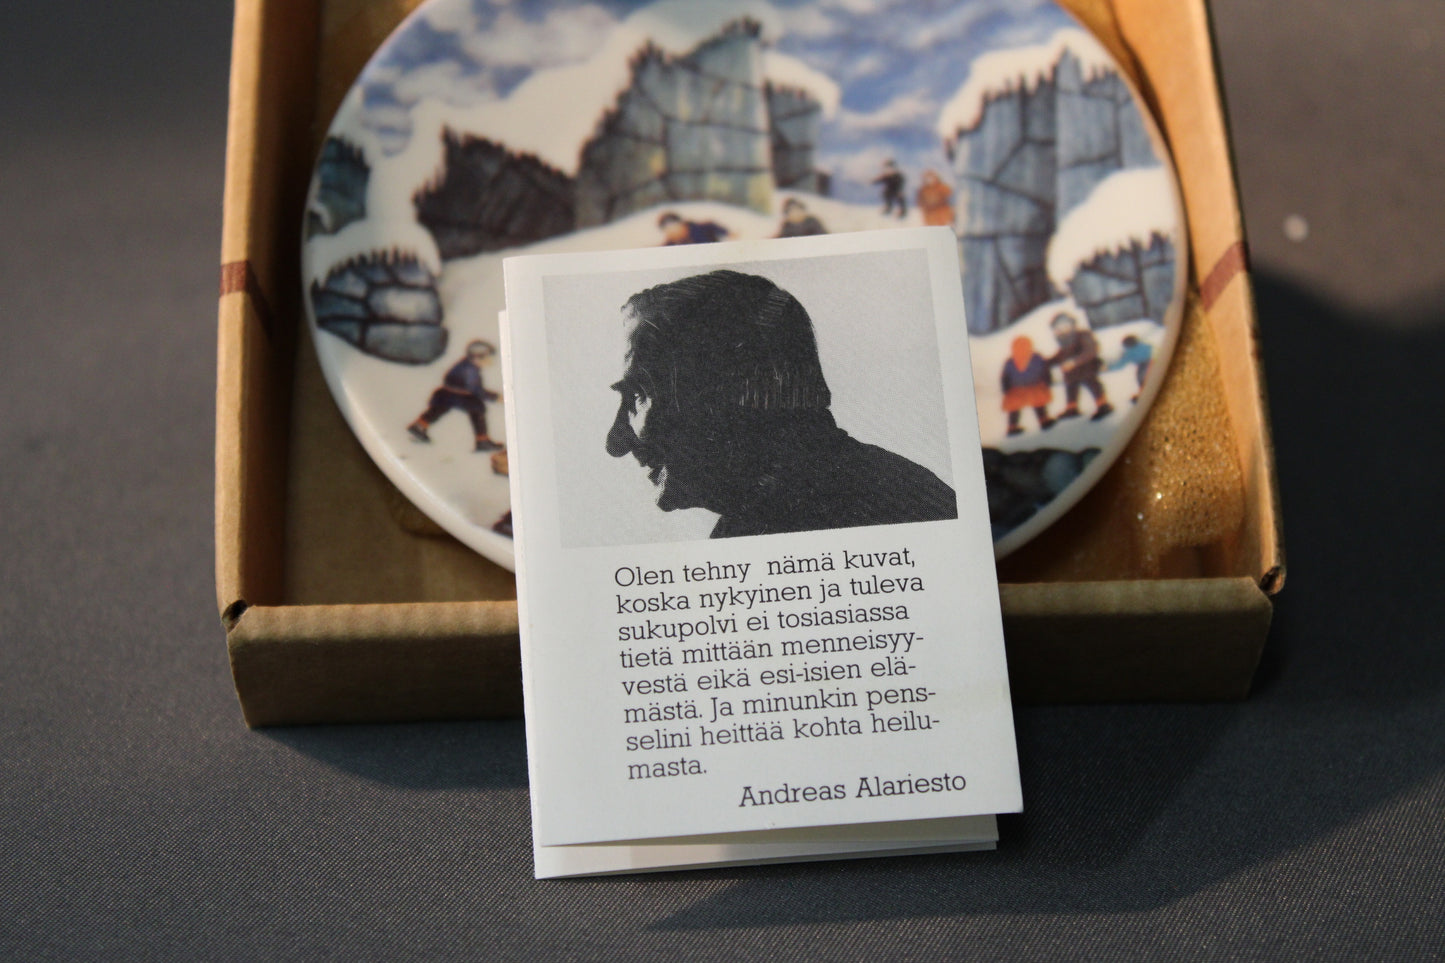 Olen tehny nämä kuvat,
koska nykyinen ja tuleva
sukupolvi ei tosiasiassa
tietä mittään menneisyy-
vestä eikä esi-isien elä-
mästä. Ja minunkin pens-
selini heittää kohta heilu-
masta.
Andreas Alariesto